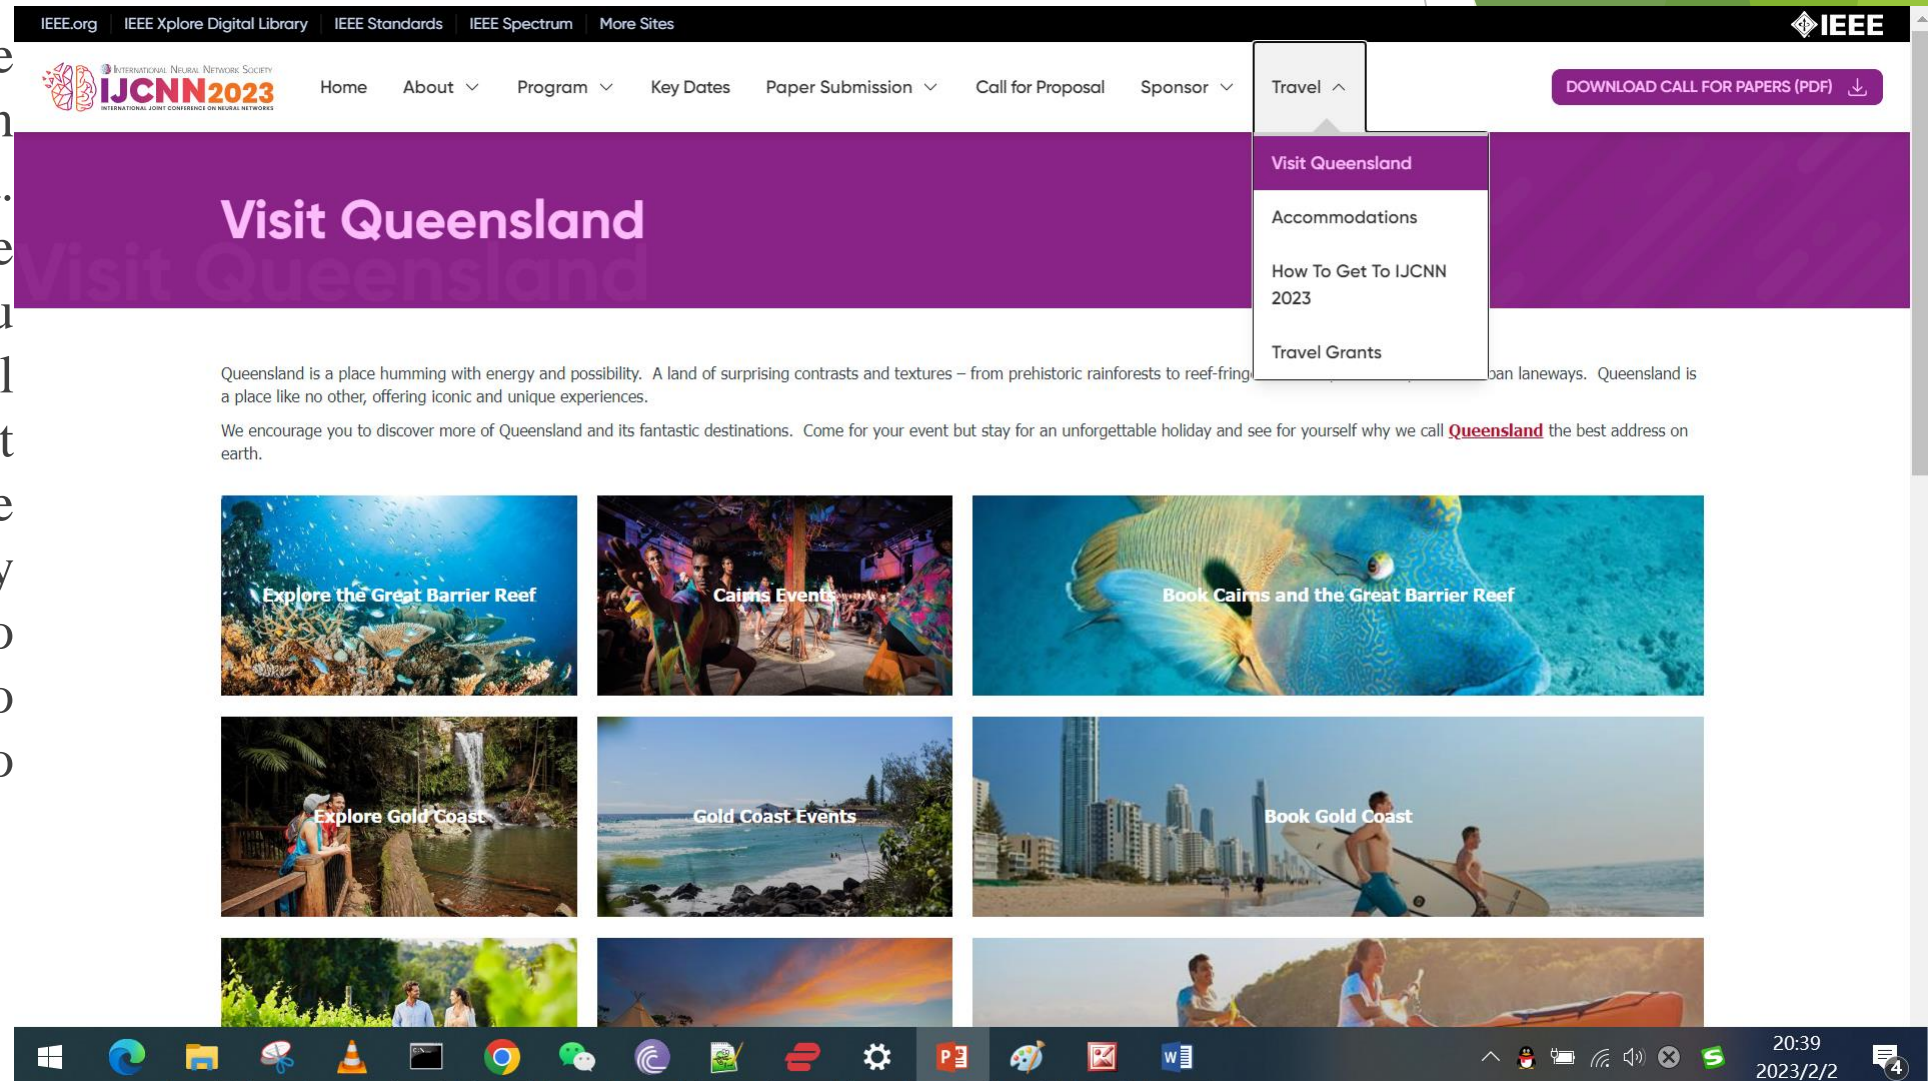 IEEE.org IEEE Xplore Digital Library IEEE Standards IEEE Spectrum More Sites IEEE
INTERNATIONAL NEURAL NETWORK SOCIETY
IJCNN2023
INTERNATIONAL JOINT CONFERENCE ON NEURAL NETWORKS
Home About Program Key Dates Paper Submission Call for Proposal Sponsor Travel DOWNLOAD CALL FOR PAPERS (PDF)
Visit Queensland
Accommodations
How To Get To IJCNN
2023
Travel Grants
Visit Queensland
Visit Queensland
Queensland is a place humming with energy and possibility. A land of surprising contrasts and textures – from prehistoric rainforests to reef-fring laneways. Queensland is
a place like no other, offering iconic and unique experiences.
We encourage you to discover more of Queensland and its fantastic destinations. Come for your event but stay for an unforgettable holiday and see for yourself why we call Queensland the best address on
earth.
Explore the Great Barrier Reef
Cairns Events
Book Cairns and the Great Barrier Reef
Explore Gold Coast
Gold Coast Events
Book Gold Coast
20:39
2023/2/2
4